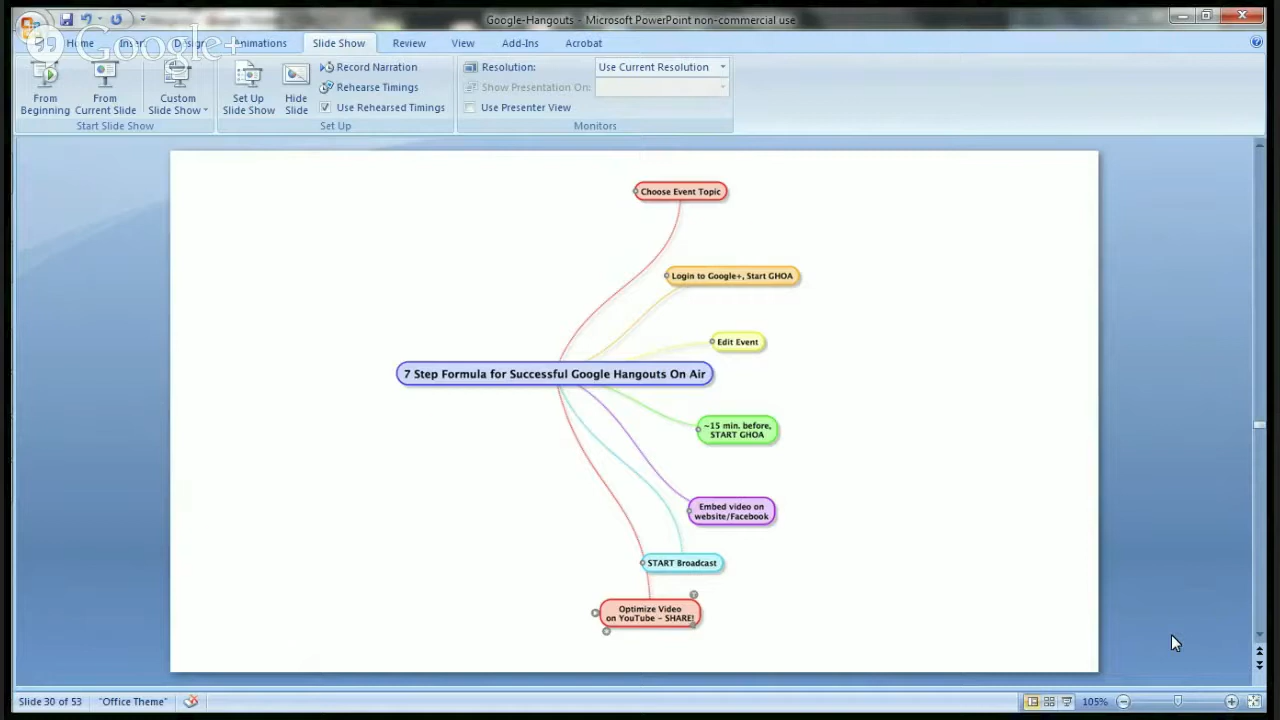 Google-Hangouts - Microsoft PowerPoint non-commercial use
Google+
Home Insert Design Animations Slide Show Review View Add-Ins Acrobat
From Beginning
From Current Slide
Custom Slide Show
Set Up Slide Show
Hide Slide
Record Narration
Rehearse Timings
Use Rehearsed Timings
Resolution: Use Current Resolution
Show Presentation On:
Use Presenter View
Start Slide Show
Set Up
Monitors
Choose Event Topic
Login to Google+, Start GHOA
Edit Event
7 Step Formula for Successful Google Hangouts On Air
~15 min. before,
START GHOA
Embed video on
website/Facebook
START Broadcast
Optimize Video
on YouTube - SHARE!
Slide 30 of 53 "Office Theme" 105%